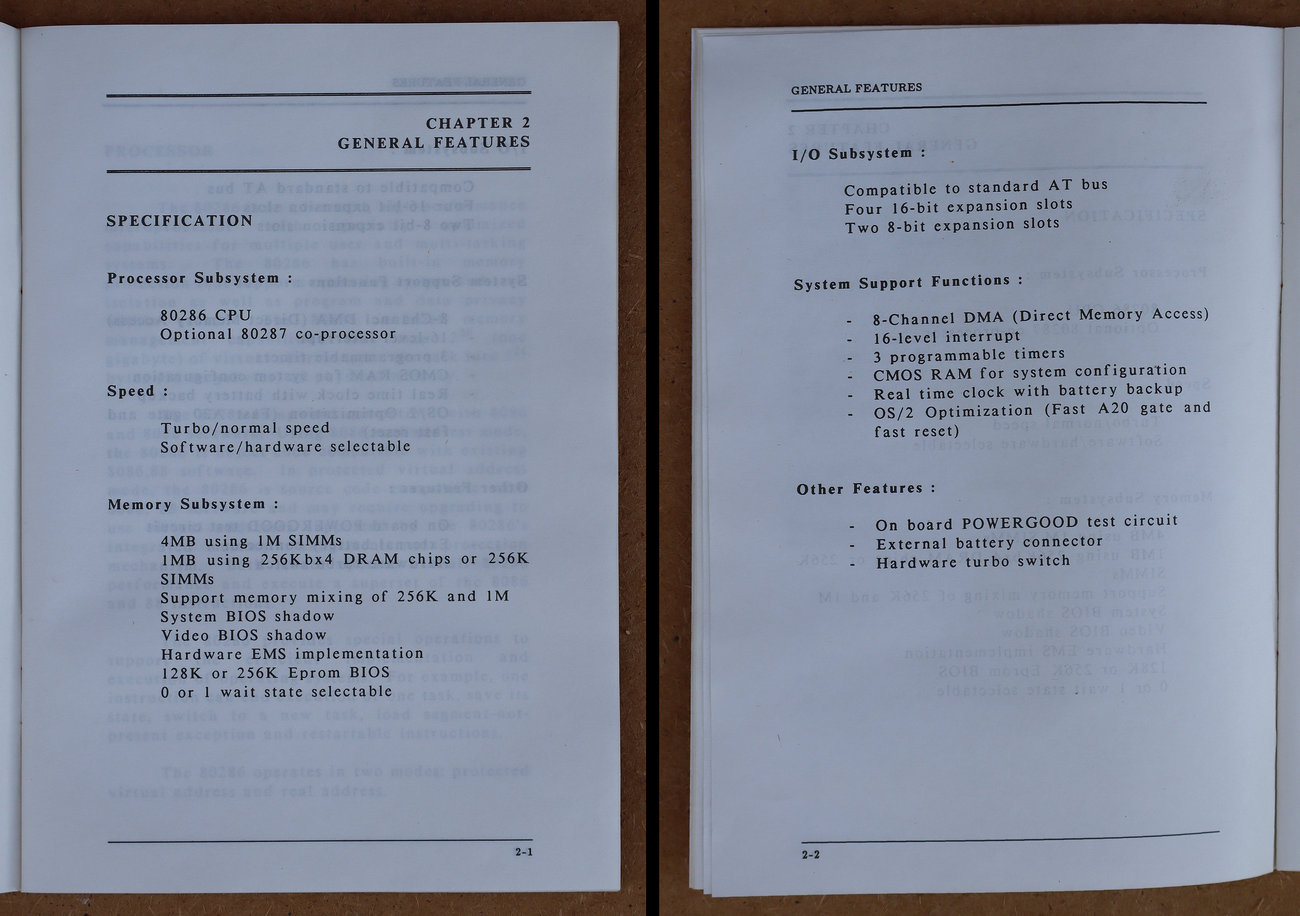 CHAPTER 2
GENERAL FEATURES
SPECIFICATION
Processor Subsystem :
80286 CPU
Optional 80287 co-processor
Speed :
Turbo/normal speed
Software/hardware selectable
Memory Subsystem :
4MB using 1M SIMMs
1MB using 256Kbx4 DRAM chips or 256K
SIMMs
Support memory mixing of 256K and 1M
System BIOS shadow
Video BIOS shadow
Hardware EMS implementation
128K or 256K Eprom BIOS
0 or 1 wait state selectable
2-1
GENERAL FEATURES
I/O Subsystem :
Compatible to standard AT bus
Four 16-bit expansion slots
Two 8-bit expansion slots
System Support Functions :
- 8-Channel DMA (Direct Memory Access)
- 16-level interrupt
- 3 programmable timers
- CMOS RAM for system configuration
- Real time clock with battery backup
- OS/2 Optimization (Fast A20 gate and
fast reset)
Other Features :
- On board POWERGOOD test circuit
- External battery connector
- Hardware turbo switch
2-2